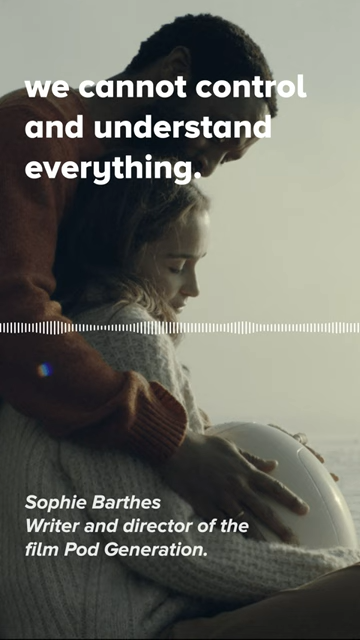 we cannot control
and understand
everything.
Sophie Barthes
Writer and director of the
film Pod Generation.